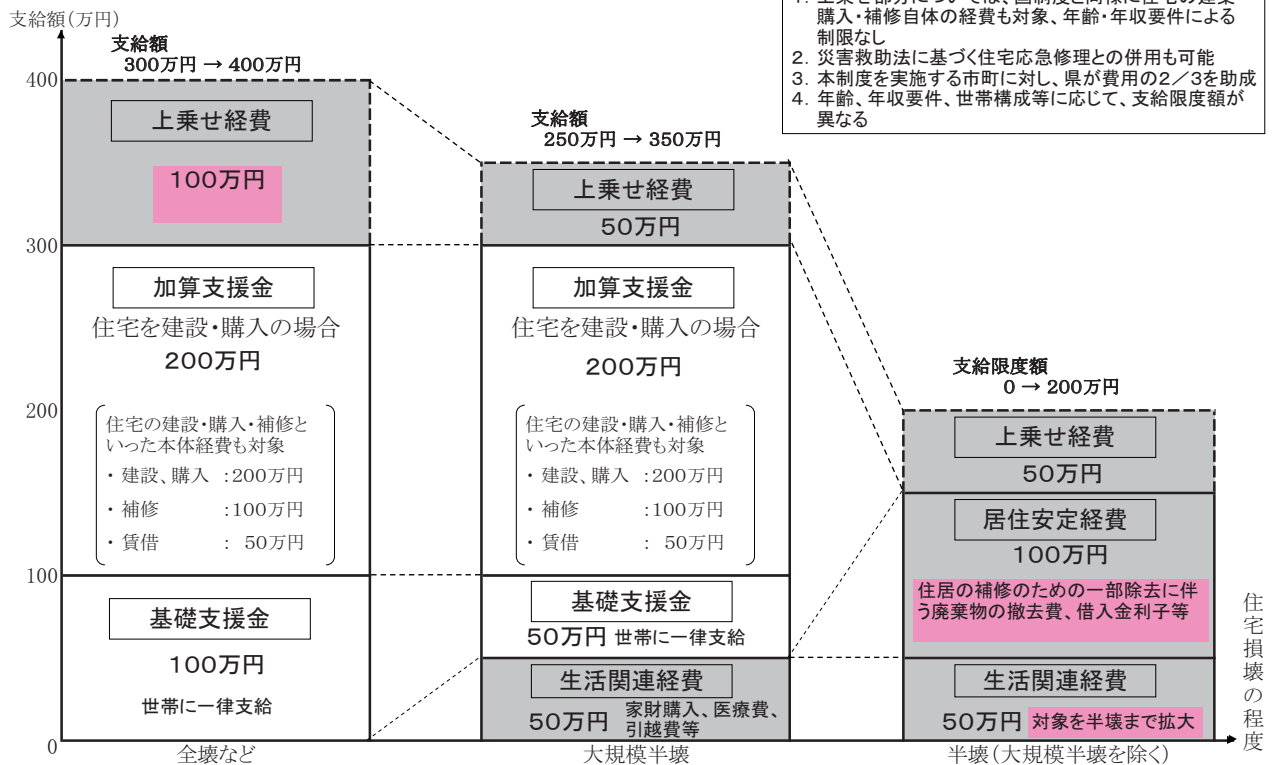 支給額(万円)
1. 上乗せ部分については、国制度と同様に住宅の建築
購入・補修自体の経費も対象、年齢・年収要件による
制限なし
2. 災害救助法に基づく住宅応急修理との併用も可能
3. 本制度を実施する市町に対し、県が費用の2/3を助成
4. 年齢、年収要件、世帯構成等に応じて、支給限度額が
異なる
400
300
200
100
0
支給額
300万円 → 400万円
上乗せ経費
100万円
加算支援金
住宅を建設・購入の場合
200万円
住宅の建設・購入・補修と
いった本体経費も対象
・ 建設、購入 :200万円
・ 補修 :100万円
・ 賃借 : 50万円
基礎支援金
100万円
世帯に一律支給
全壊など
支給額
250万円 → 350万円
上乗せ経費
50万円
加算支援金
住宅を建設・購入の場合
200万円
住宅の建設・購入・補修と
いった本体経費も対象
・ 建設、購入 :200万円
・ 補修 :100万円
・ 賃借 : 50万円
基礎支援金
50万円 世帯に一律支給
生活関連経費
50万円 家財購入、医療費、
引越費等
大規模半壊
支給限度額
0 → 200万円
上乗せ経費
50万円
居住安定経費
100万円
住居の補修のための一部除去に伴
う廃棄物の撤去費、借入金利子等
生活関連経費
50万円 対象を半壊まで拡大
半壊(大規模半壊を除く)
住宅損壊の程度